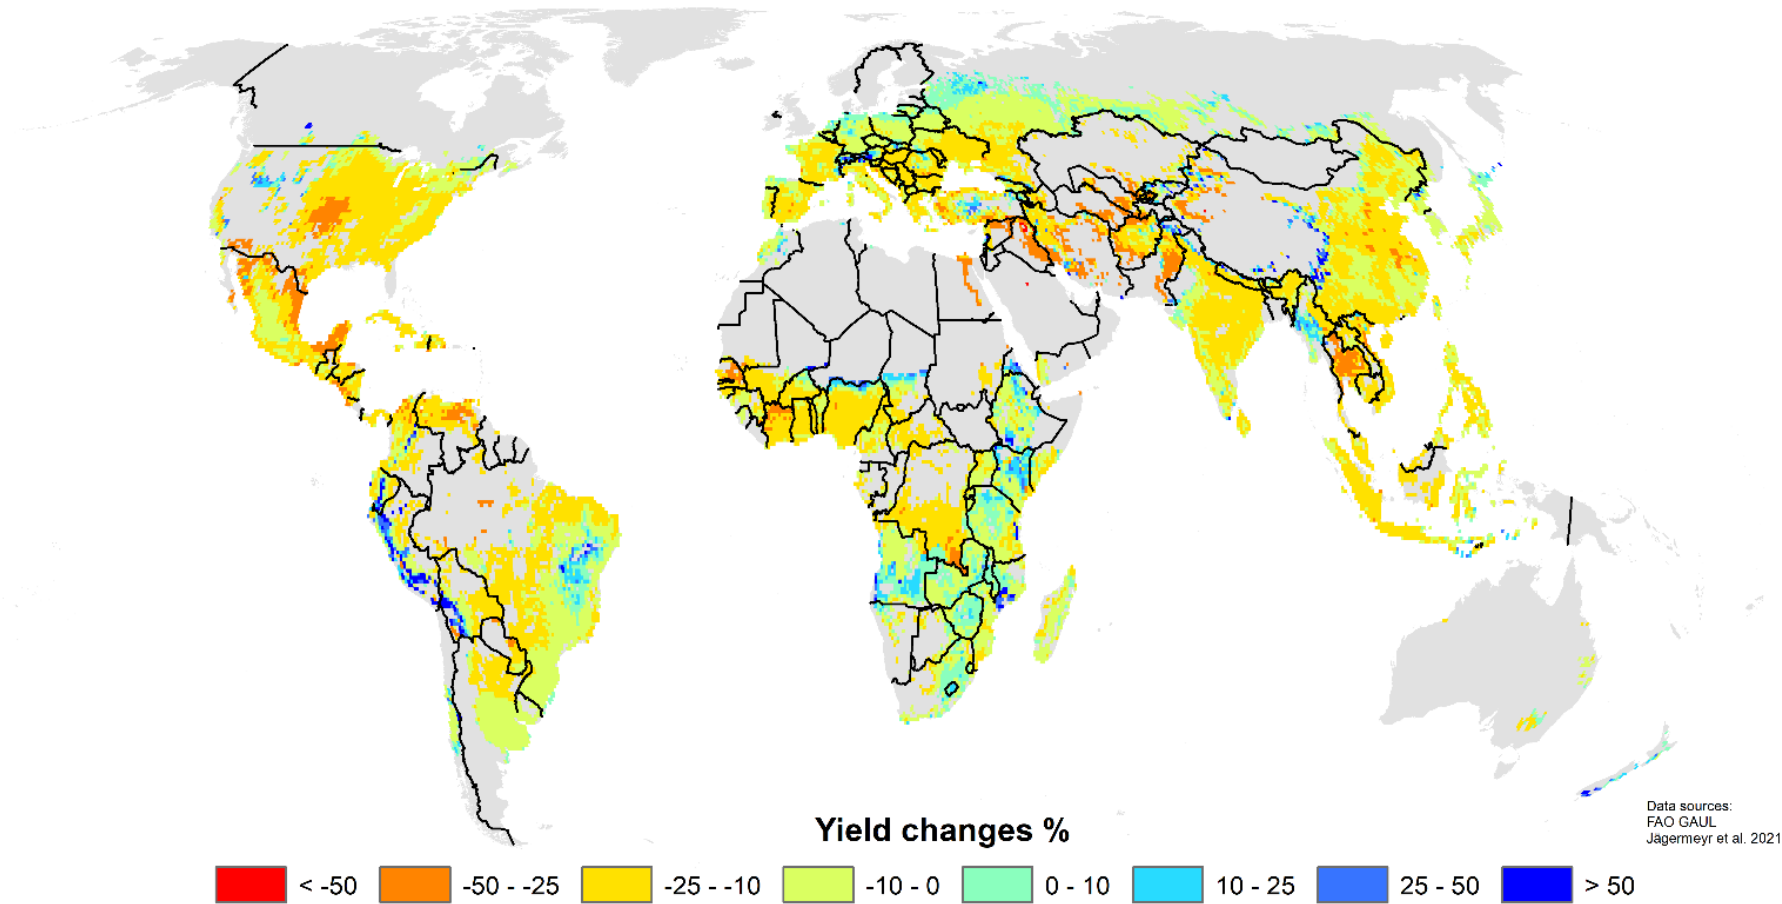 Yield changes %
Data sources:
FAO GAUL
Jägermeyr et al. 2021
< -50
-50 - -25
-25 - -10
-10 - 0
0 - 10
10 - 25
25 - 50
> 50